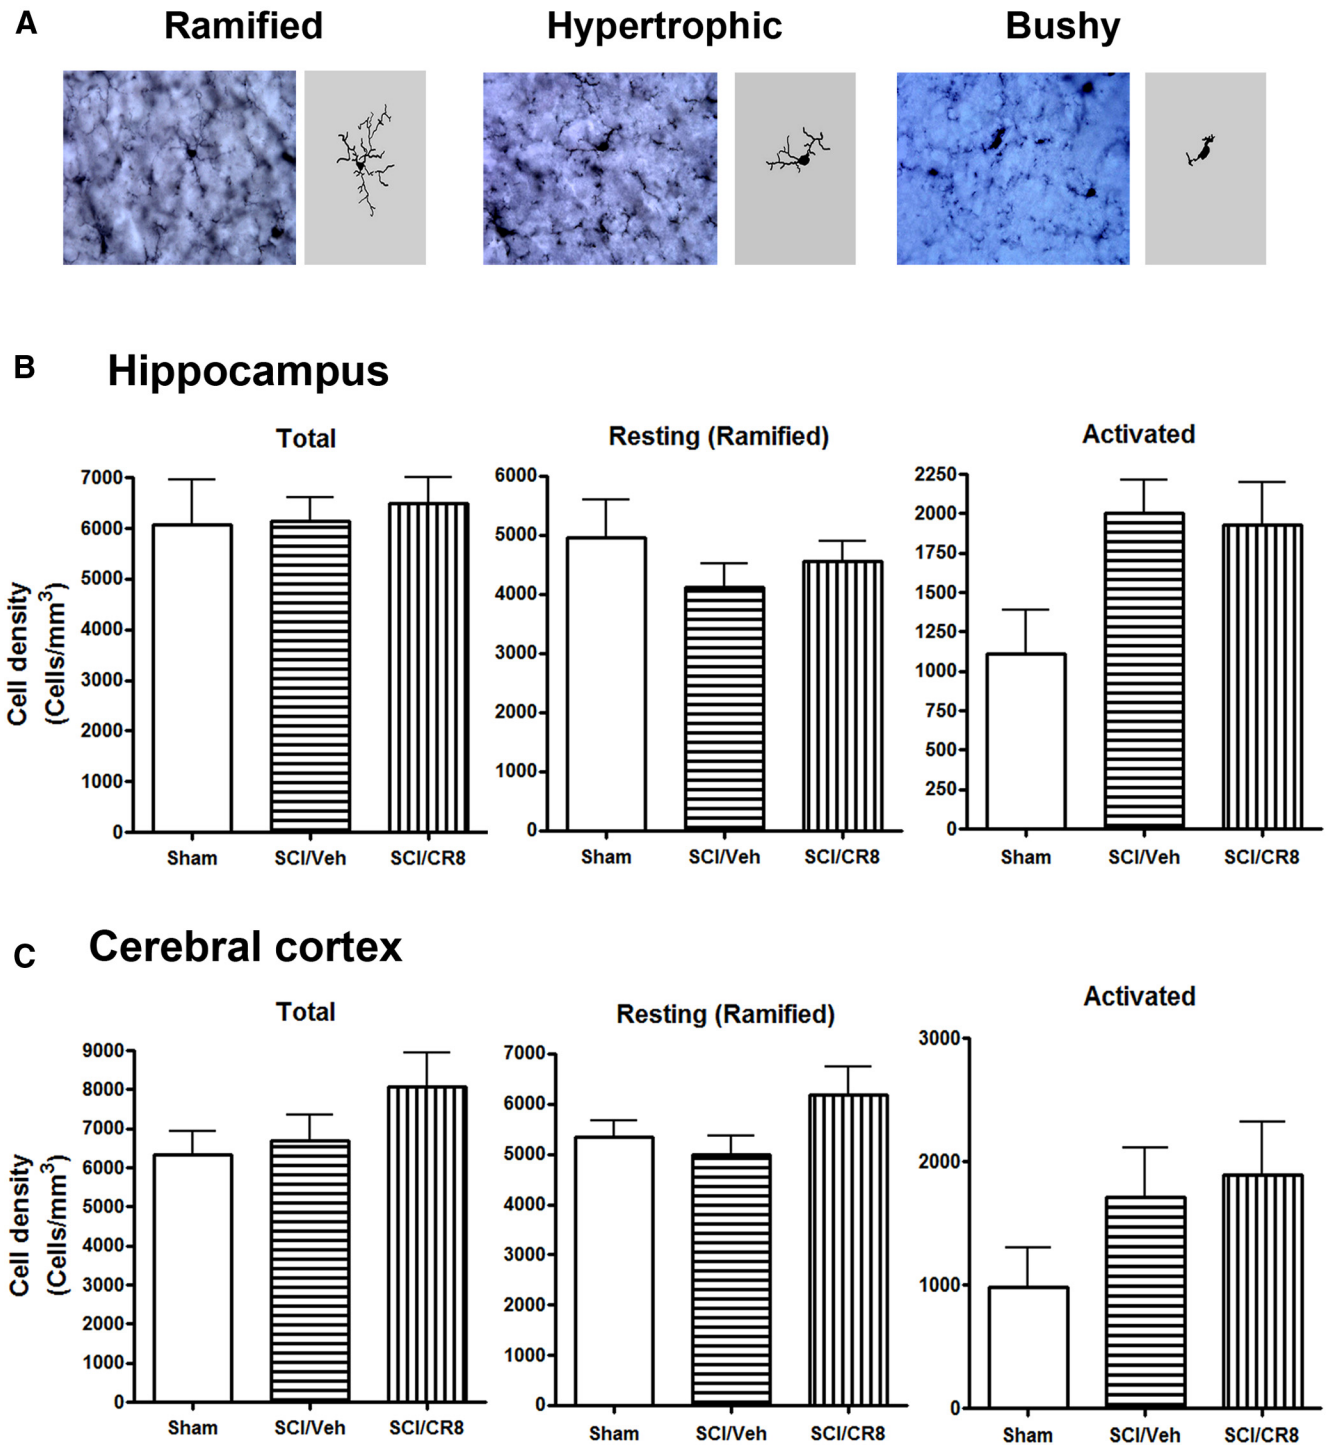 A
Ramified
Hypertrophic
Bushy
B
Hippocampus
Total
Cell density
(Cells/mm³)
7000
6000
5000
4000
3000
2000
1000
0
Sham
SCI/Veh
SCI/CR8
Resting (Ramified)
6000
5000
4000
3000
2000
1000
0
Sham
SCI/Veh
SCI/CR8
Activated
2250
2000
1750
1500
1250
1000
750
500
250
0
Sham
SCI/Veh
SCI/CR8
C
Cerebral cortex
Total
Cell density
(Cells/mm³)
9000
8000
7000
6000
5000
4000
3000
2000
1000
0
Sham
SCI/Veh
SCI/CR8
Resting (Ramified)
7000
6000
5000
4000
3000
2000
1000
0
Sham
SCI/Veh
SCI/CR8
Activated
3000
2000
1000
0
Sham
SCI/Veh
SCI/CR8